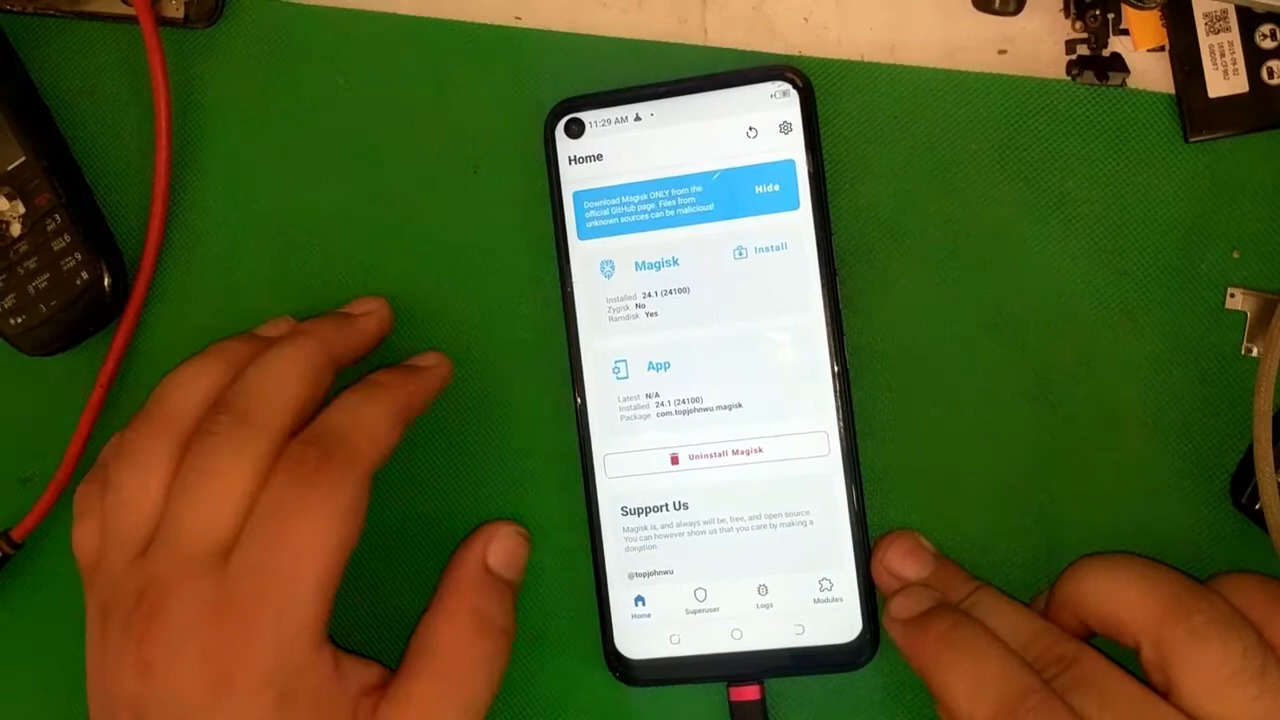 11:29 AM
Home
Download Magisk ONLY from the
official GitHub page. Files from
unknown sources can be malicious!
Hide
Magisk
Install
Installed 24.1 (24100)
Zygisk No
Ramdisk Yes
App
Latest N/A
Installed 24.1 (24100)
Package com.topjohnwu.magisk
Uninstall Magisk
Support Us
Magisk is, and always will be, free, and open source.
You can however show us that you care by making a
donation.
@topjohnwu
Home
Superuser
Logs
Modules